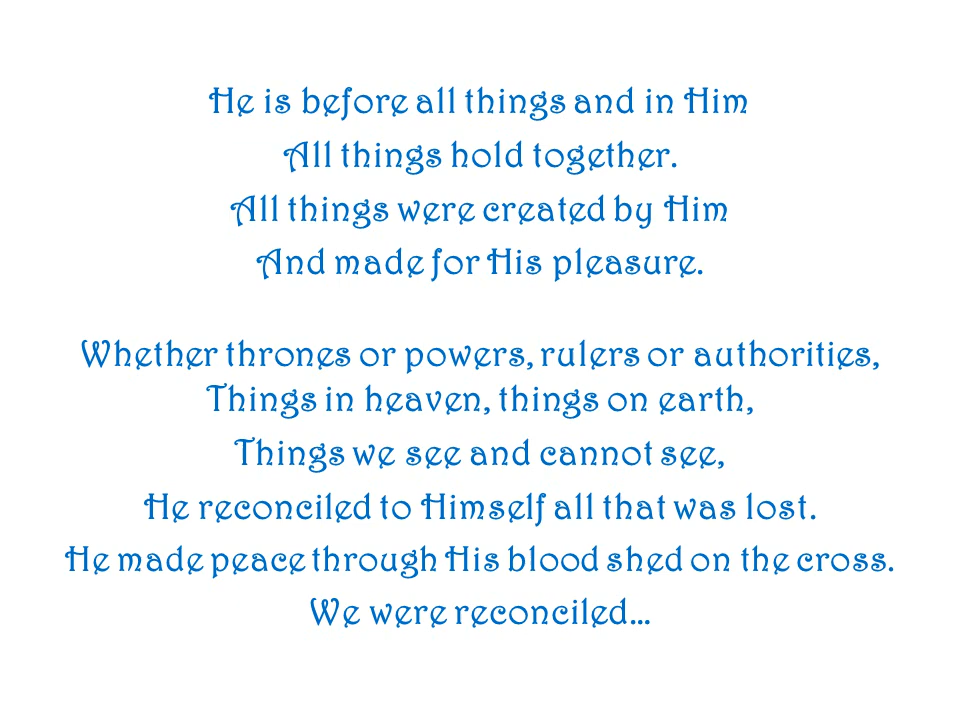 He is before all things and in Him
All things hold together.
All things were created by Him
And made for His pleasure.
Whether thrones or powers, rulers or authorities,
Things in heaven, things on earth,
Things we see and cannot see,
He reconciled to Himself all that was lost.
He made peace through His blood shed on the cross.
We were reconciled...